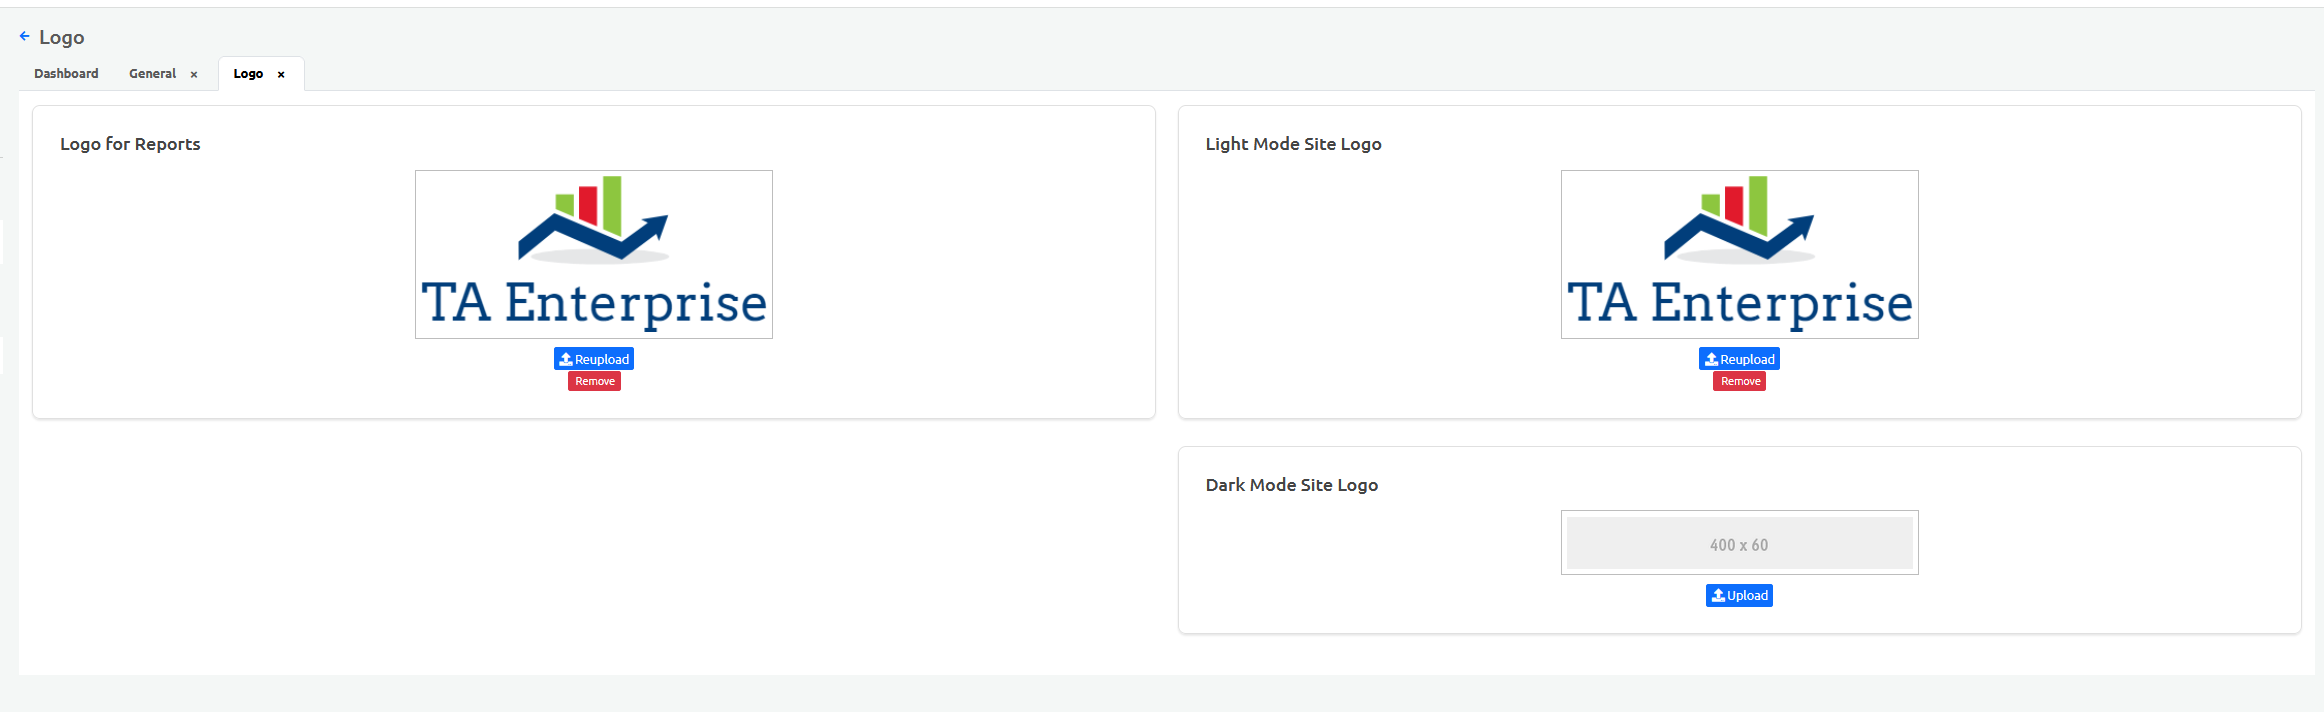 Logo
Dashboard General × Logo ×
Logo for Reports
TA Enterprise
Reupload
Remove
Light Mode Site Logo
TA Enterprise
Reupload
Remove
Dark Mode Site Logo
400 x 60
Upload